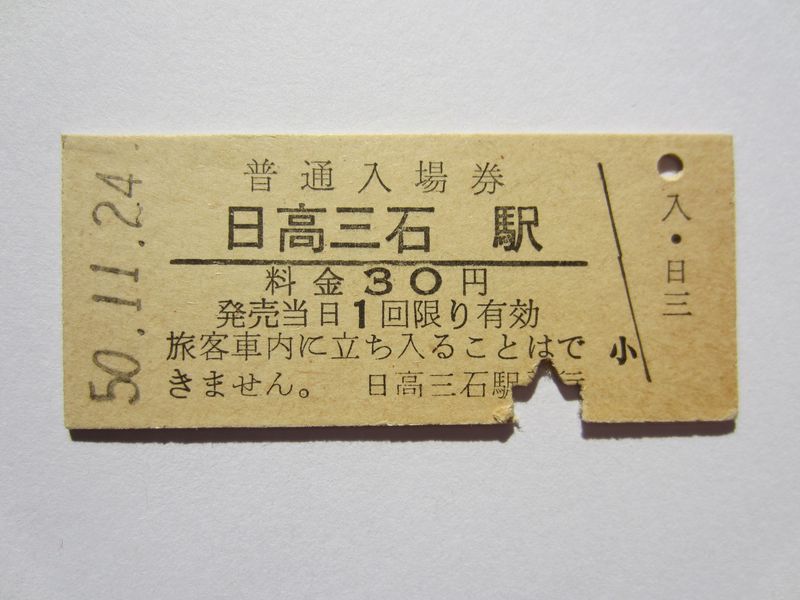 50.11.24
普通入場券
日高三石 駅
料金30円
発売当日1回限り有効
旅客車内に立ち入ることはで
きません。 日高三石駅発行
小
入・日三